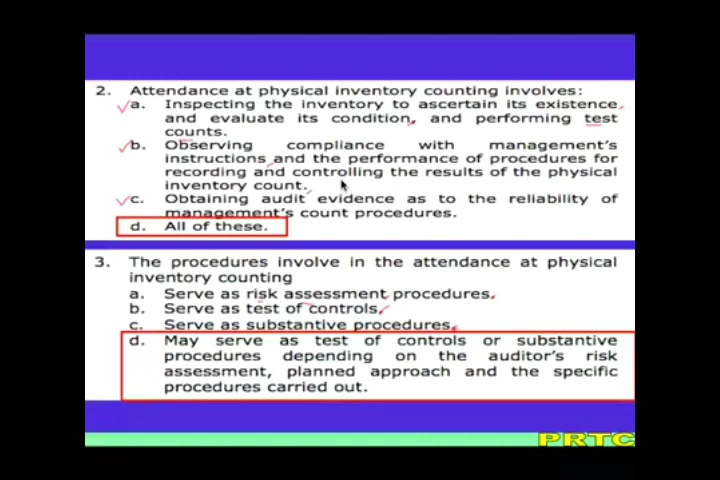 2. Attendance at physical inventory counting involves:
a. Inspecting the inventory to ascertain its existence
and evaluate its condition, and performing test
counts.
b. Observing compliance with management's
instructions and the performance of procedures for
recording and controlling the results of the physical
inventory count.
c. Obtaining audit evidence as to the reliability of
management's count procedures.
d. All of these.
3. The procedures involve in the attendance at physical
inventory counting
a. Serve as risk assessment procedures.
b. Serve as test of controls.
c. Serve as substantive procedures.
d. May serve as test of controls or substantive
procedures depending on the auditor's risk
assessment, planned approach and the specific
procedures carried out.
PRTC